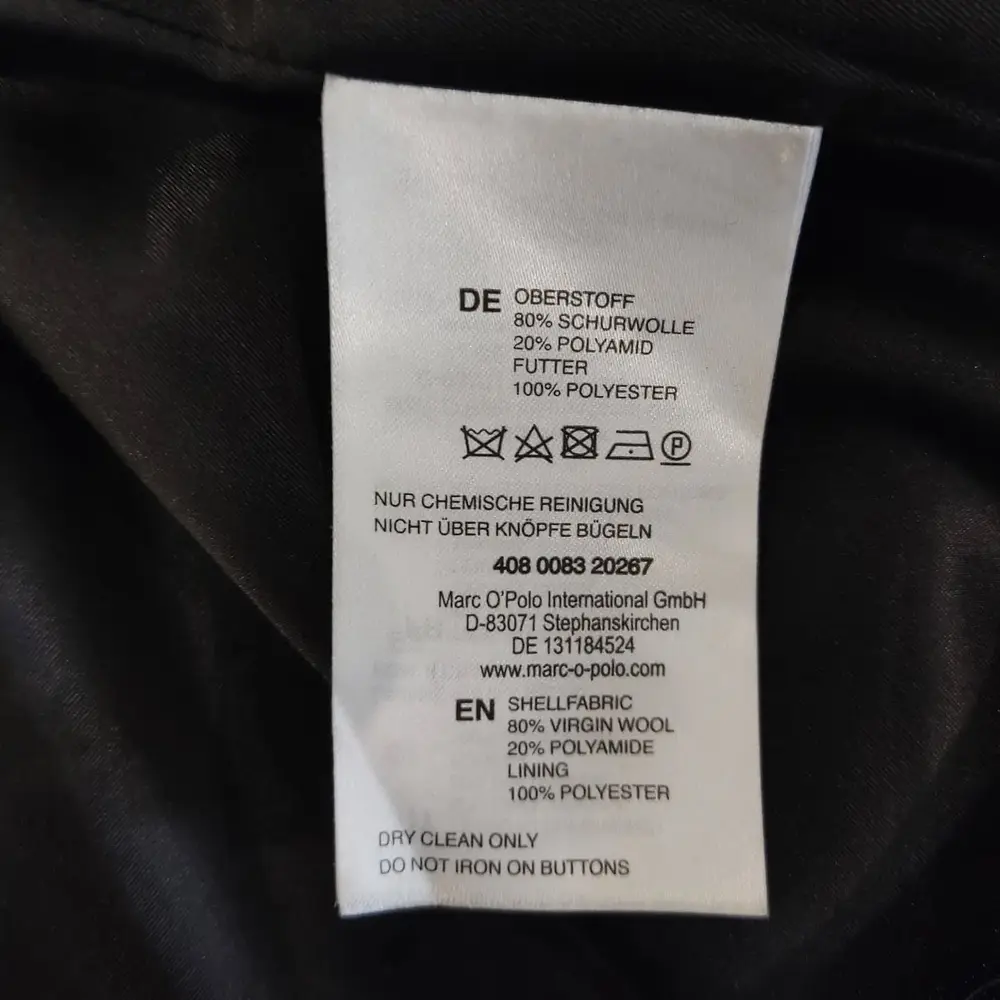 DE OBERSTOFF
80% SCHURWOLLE
20% POLYAMID
FUTTER
100% POLYESTER
P
NUR CHEMISCHE REINIGUNG
NICHT ÜBER KNÖPFE BÜGELN
408 0083 20267
Marc O'Polo International GmbH
D-83071 Stephanskirchen
DE 131184524
www.marc-o-polo.com
EN SHELLFABRIC
80% VIRGIN WOOL
20% POLYAMIDE
LINING
100% POLYESTER
DRY CLEAN ONLY
DO NOT IRON ON BUTTONS